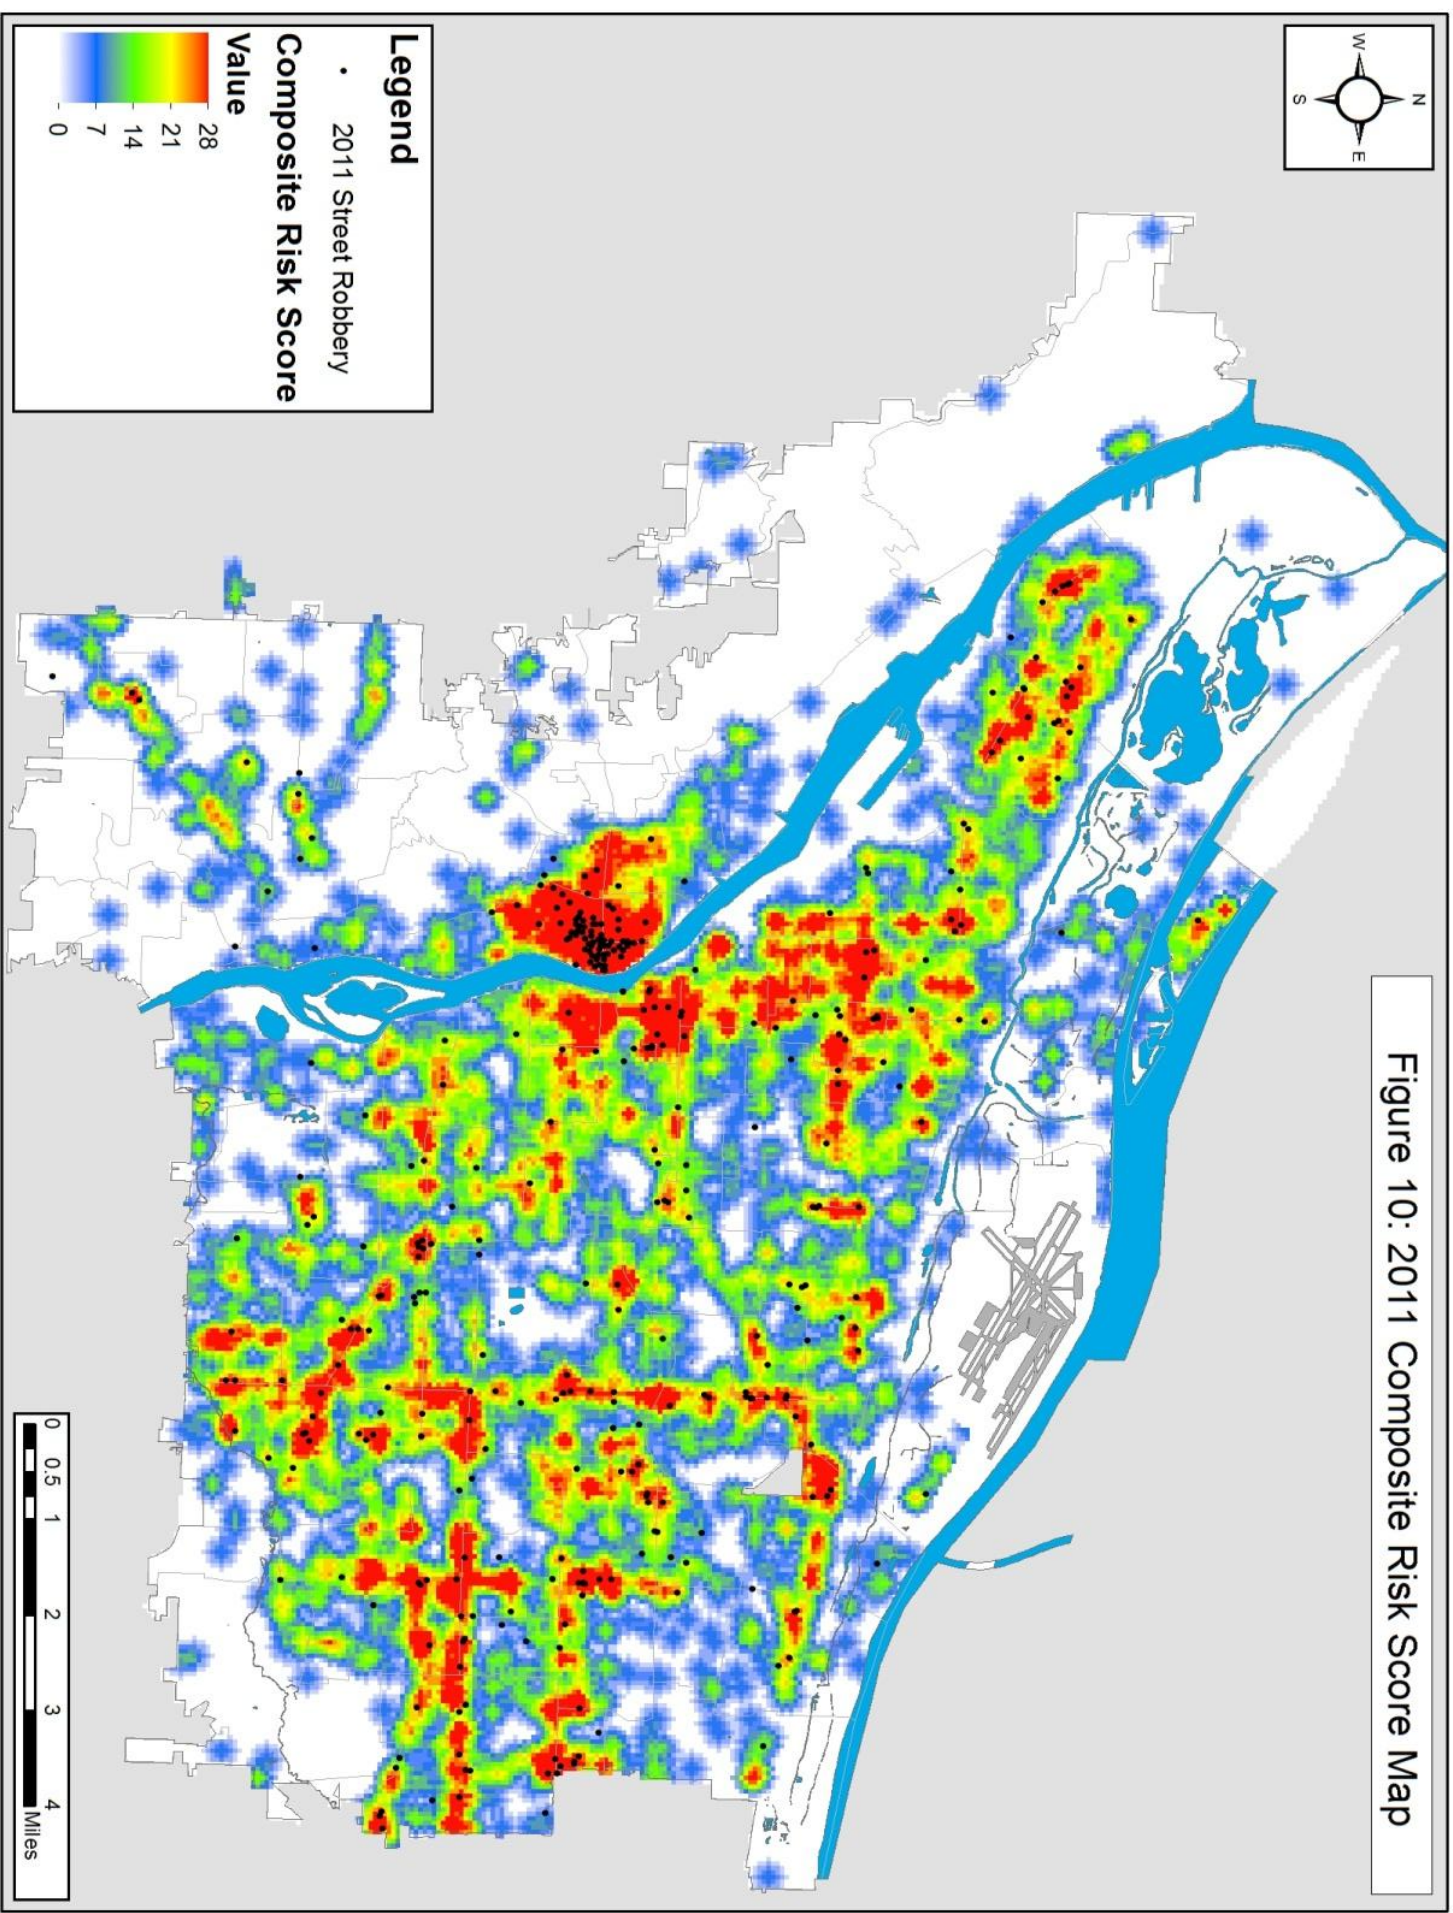 Figure 10: 2011 Composite Risk Score Map
N
W
E
S
Legend
2011 Street Robbery
Composite Risk Score
Value
28
21
14
7
0
0 0.5 1 2 3 4
Miles